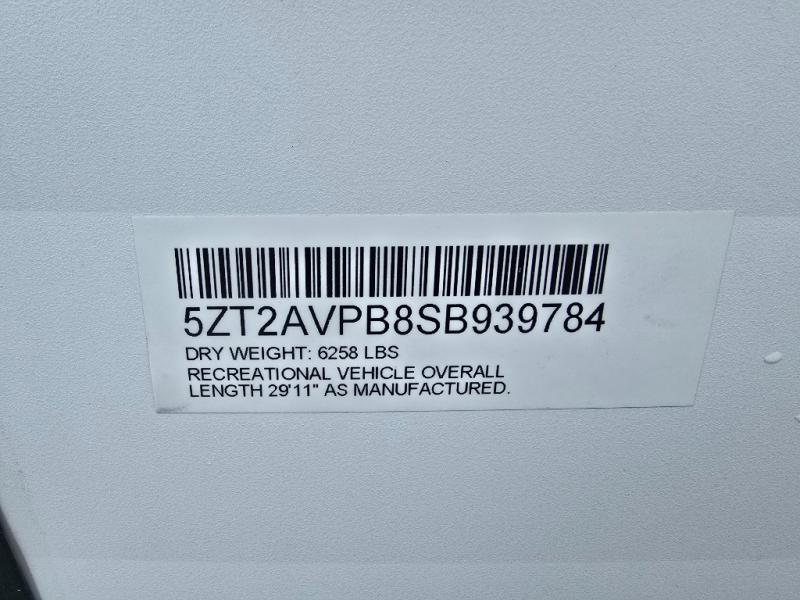 5ZT2AVPB8SB939784
DRY WEIGHT: 6258 LBS
RECREATIONAL VEHICLE OVERALL
LENGTH 29'11" AS MANUFACTURED.